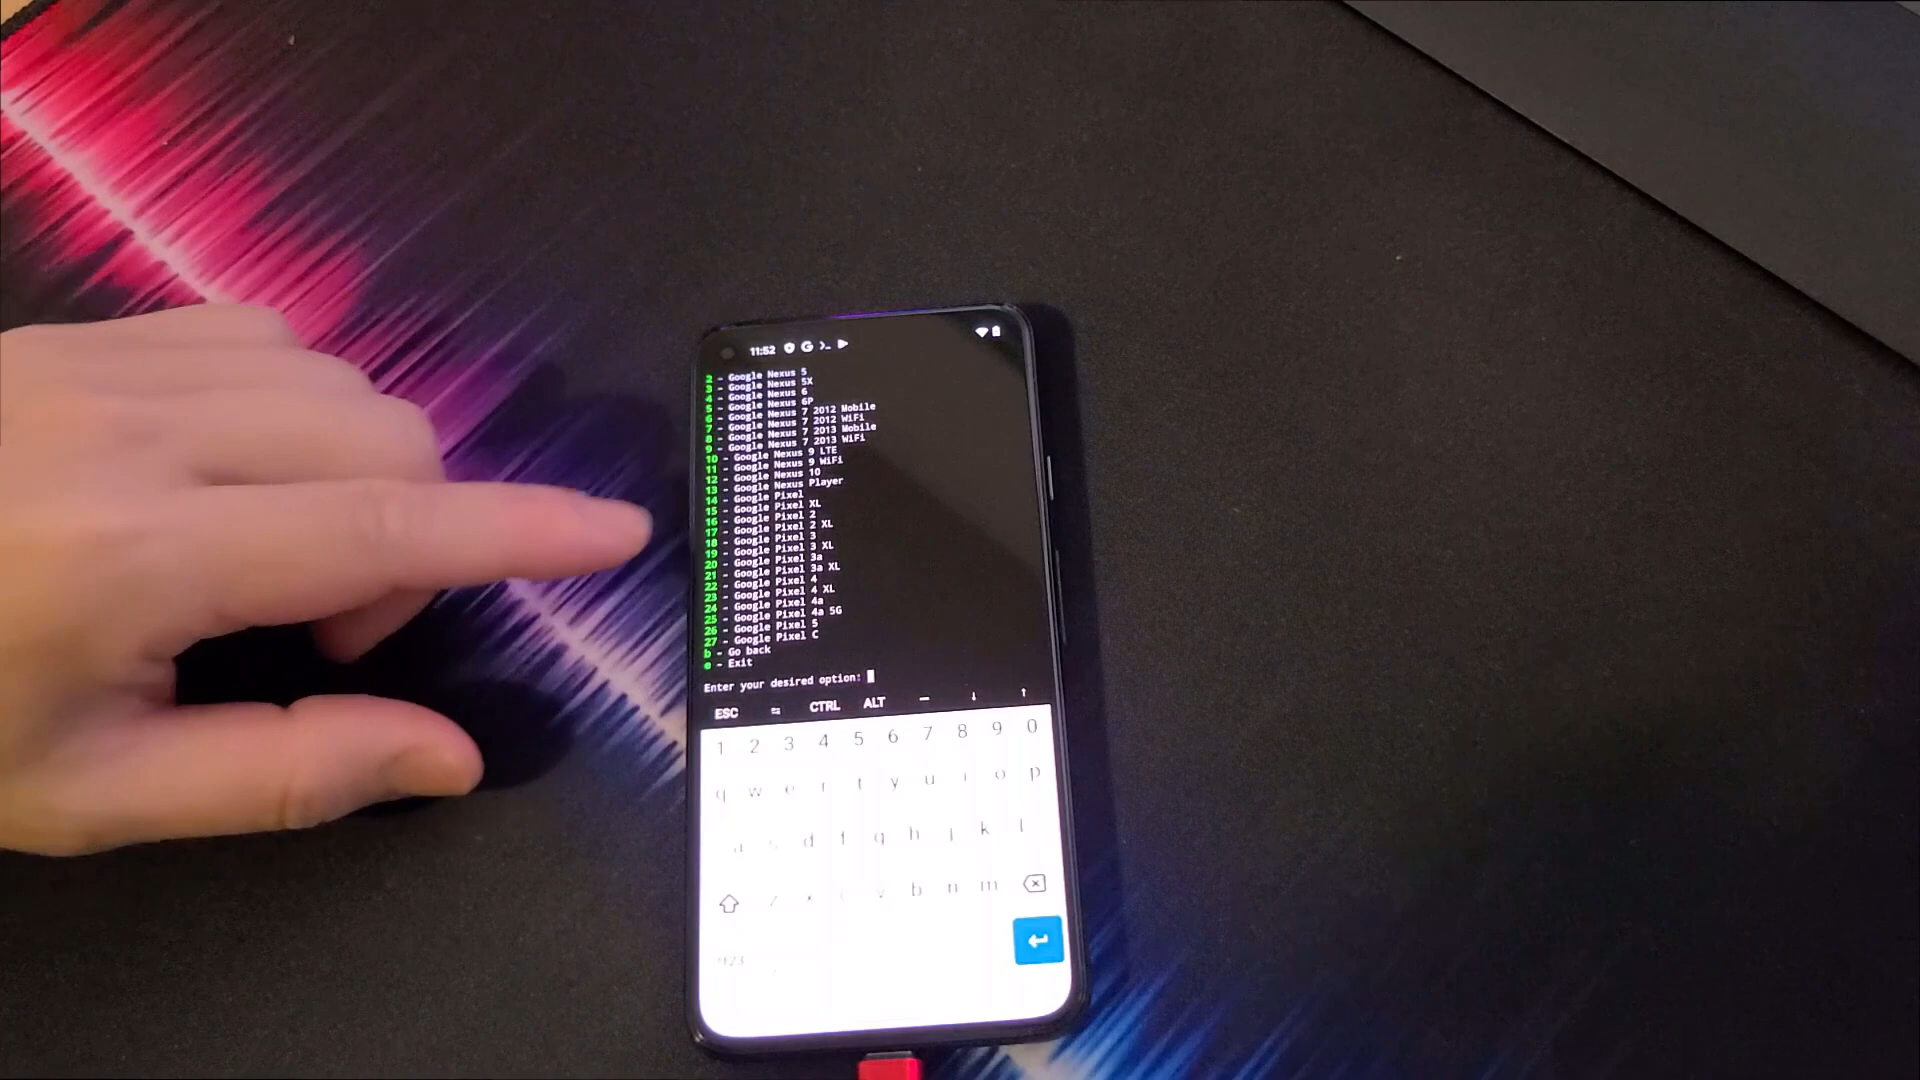 11:52
2 - Google Nexus 5
3 - Google Nexus 5X
4 - Google Nexus 6
5 - Google Nexus 6P
6 - Google Nexus 7 2012 Mobile
7 - Google Nexus 7 2012 WiFi
8 - Google Nexus 7 2013 Mobile
9 - Google Nexus 7 2013 WiFi
10 - Google Nexus 9 LTE
11 - Google Nexus 9 WiFi
12 - Google Nexus 10
13 - Google Nexus Player
14 - Google Pixel
15 - Google Pixel XL
16 - Google Pixel 2
17 - Google Pixel 2 XL
18 - Google Pixel 3
19 - Google Pixel 3 XL
20 - Google Pixel 3a
21 - Google Pixel 3a XL
22 - Google Pixel 4
23 - Google Pixel 4 XL
24 - Google Pixel 4a
25 - Google Pixel 4a 5G
26 - Google Pixel 5
27 - Google Pixel C
b - Go back
e - Exit
Enter your desired option:
ESC CTRL ALT — ↓ ↑
1 2 3 4 5 6 7 8 9 0
q w e r t y u i o p
a s d f g h j k l
v b n m